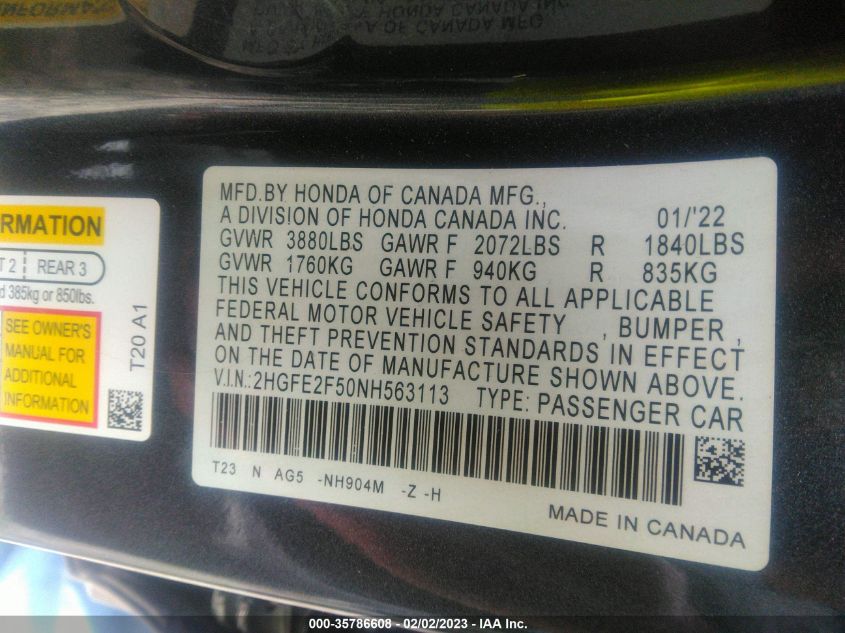 MFD.BY HONDA OF CANADA MFG.,
A DIVISION OF HONDA CANADA INC. 01/'22
GVWR 3880LBS GAWR F 2072LBS R 1840LBS
GVWR 1760KG GAWR F 940KG R 835KG
THIS VEHICLE CONFORMS TO ALL APPLICABLE
FEDERAL MOTOR VEHICLE SAFETY , BUMPER ,
AND THEFT PREVENTION STANDARDS IN EFFECT
ON THE DATE OF MANUFACTURE SHOWN ABOVE.
V.I.N.:2HGFE2F50NH563113 TYPE: PASSENGER CAR
T23 N AG5 -NH904M -Z -H
MADE IN CANADA
RMATION
T 2 REAR 3
d 385kg or 850lbs.
SEE OWNER'S
MANUAL FOR
ADDITIONAL
INFORMATION
T20 A1
000-35786608 - 02/02/2023 - IAA Inc.